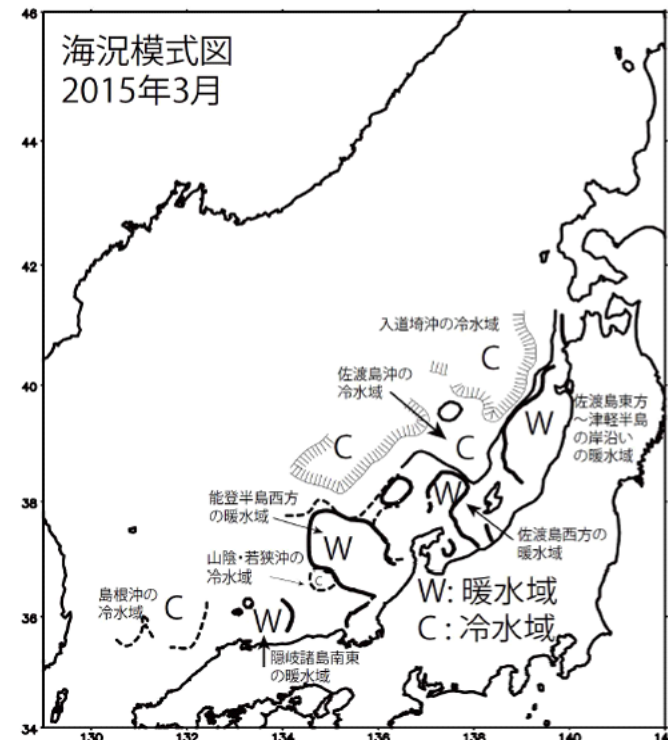 海況模式図
2015年3月
46
44
42
40
38
36
34
入道埼沖の冷水域
C
佐渡島沖の
冷水域
C
C
W
佐渡島東方
～津軽半島
の岸沿い
の暖水域
能登半島西方
の暖水域
W
W
佐渡島西方の
暖水域
山陰・若狭沖の
冷水域
C
島根沖の
冷水域
C
W
隠岐諸島南東
の暖水域
W: 暖水域
C : 冷水域
130
132
134
136
138
140